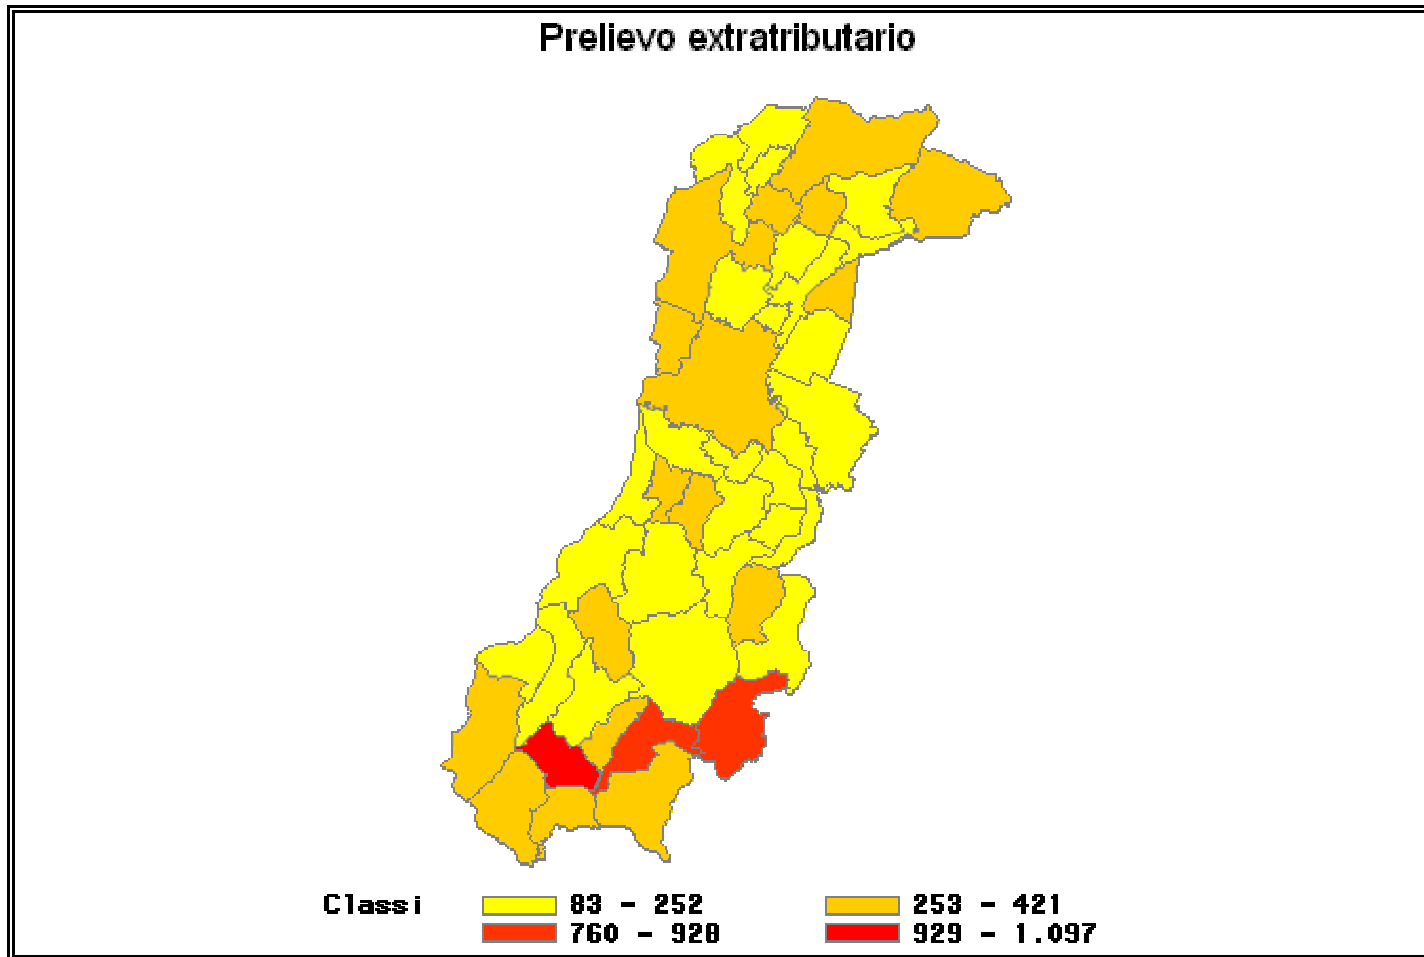 Prelievo extratributario
Classi 83 - 252 253 - 421
760 - 928 929 - 1.097